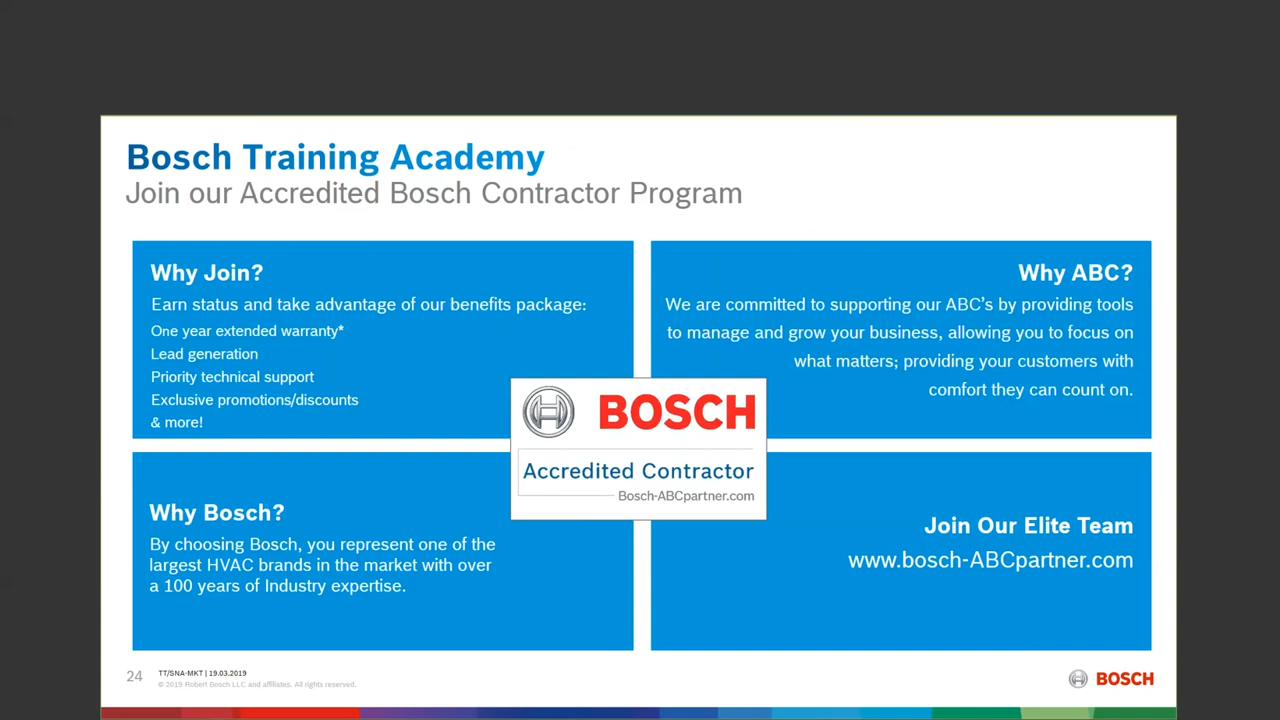 Bosch Training Academy
Join our Accredited Bosch Contractor Program
Why Join?
Earn status and take advantage of our benefits package:
One year extended warranty*
Lead generation
Priority technical support
Exclusive promotions/discounts
& more!
Why ABC?
We are committed to supporting our ABC's by providing tools
to manage and grow your business, allowing you to focus on
what matters; providing your customers with
comfort they can count on.
BOSCH
Accredited Contractor
Bosch-ABCpartner.com
Why Bosch?
By choosing Bosch, you represent one of the
largest HVAC brands in the market with over
a 100 years of Industry expertise.
Join Our Elite Team
www.bosch-ABCpartner.com
24
TT/SNA-MKT | 19.03.2019
© 2019 Robert Bosch LLC and affiliates. All rights reserved.
BOSCH